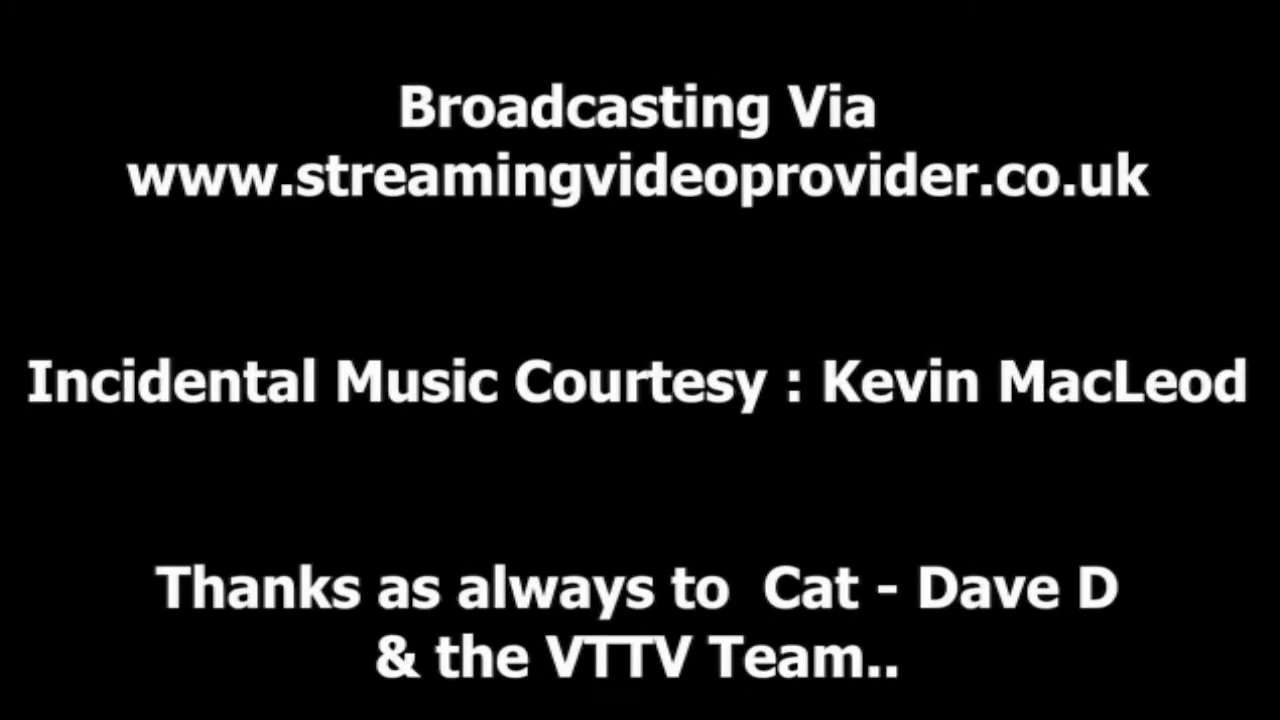 Broadcasting Via
www.streamingvideoprovider.co.uk
Incidental Music Courtesy : Kevin MacLeod
Thanks as always to  Cat - Dave D
& the VTTV Team..